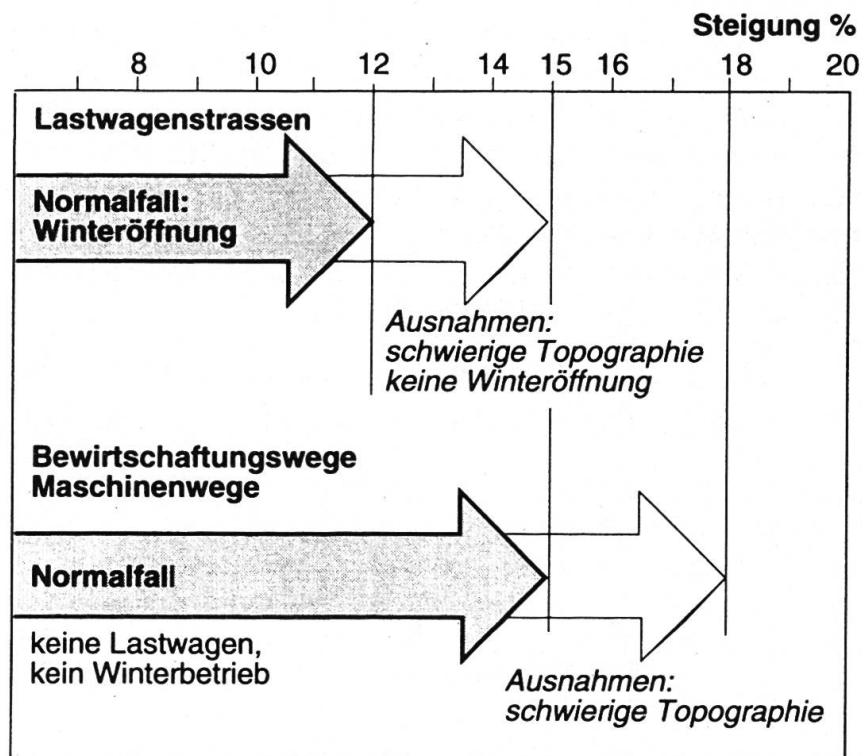 Steigung %
8 10 12 14 15 16 18 20
Lastwagenstrassen
Normalfall:
Winteröffnung
Ausnahmen:
schwierige Topographie
keine Winteröffnung
Bewirtschaftungswege
Maschinenwege
Normalfall
keine Lastwagen,
kein Winterbetrieb
Ausnahmen:
schwierige Topographie